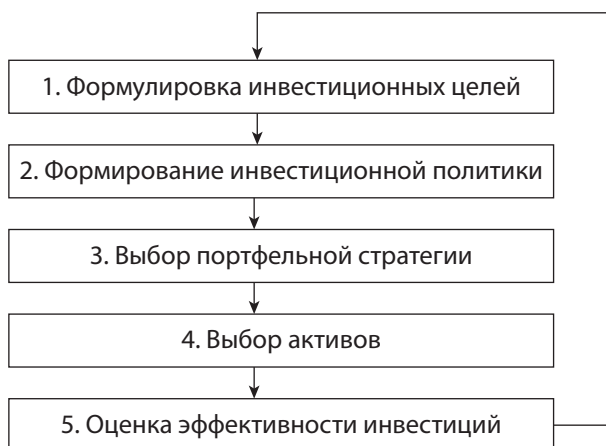 1. Формулировка инвестиционных целей
2. Формирование инвестиционной политики
3. Выбор портфельной стратегии
4. Выбор активов
5. Оценка эффективности инвестиций